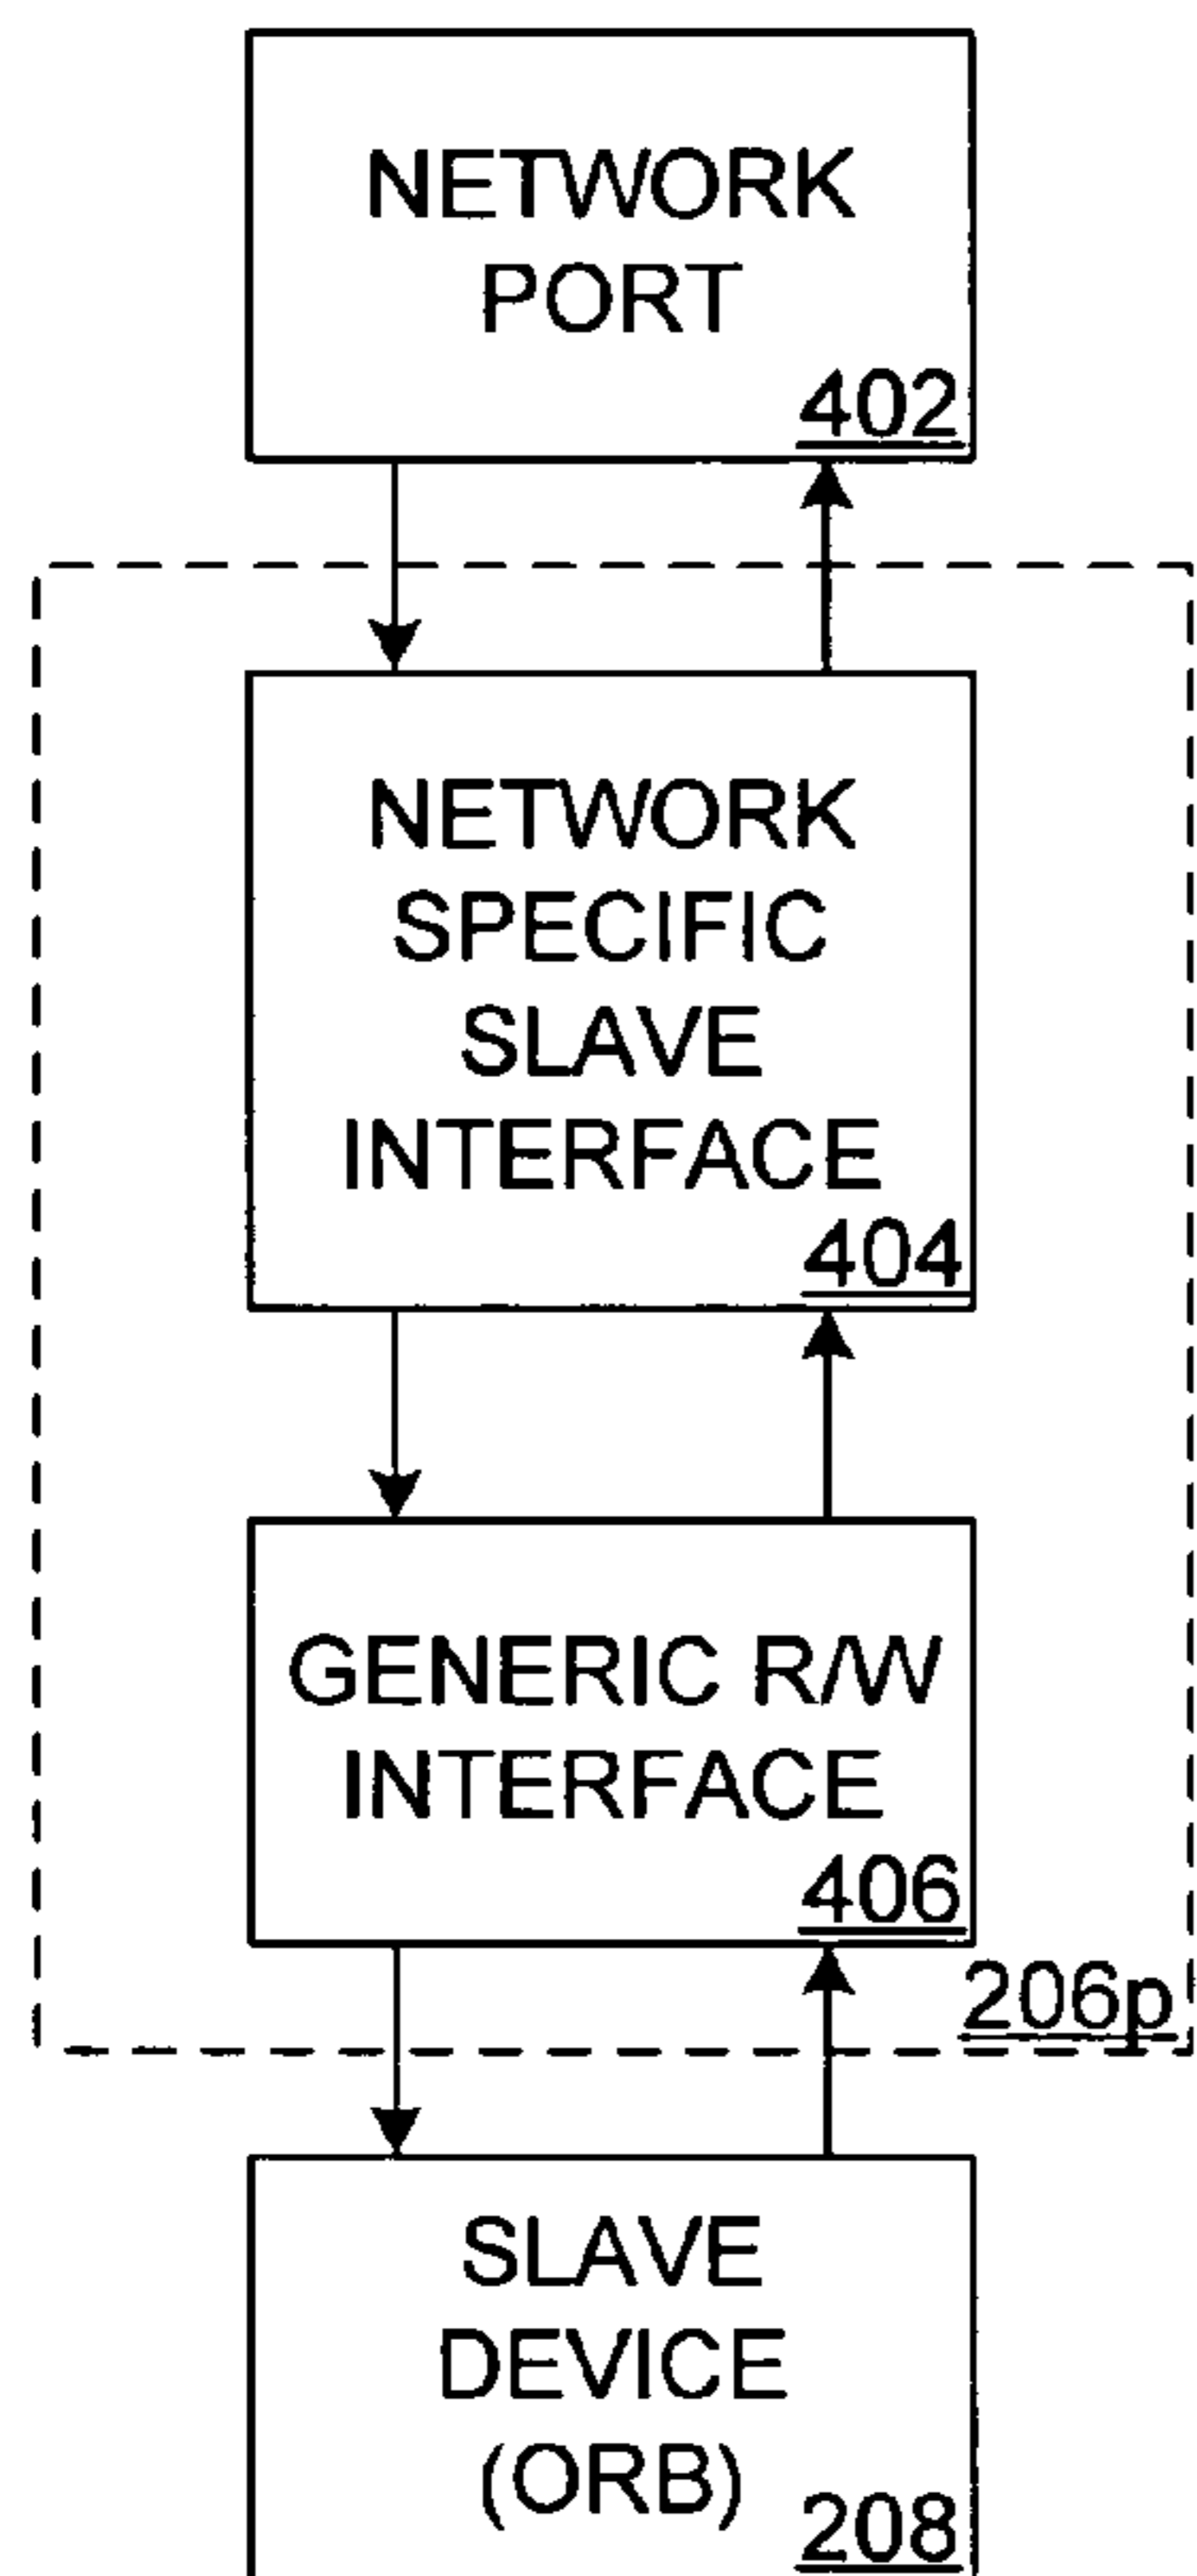 NETWORK
PORT
402
NETWORK
SPECIFIC
SLAVE
INTERFACE
404
GENERIC R/W
INTERFACE
406
206p
SLAVE
DEVICE
(ORB)
208